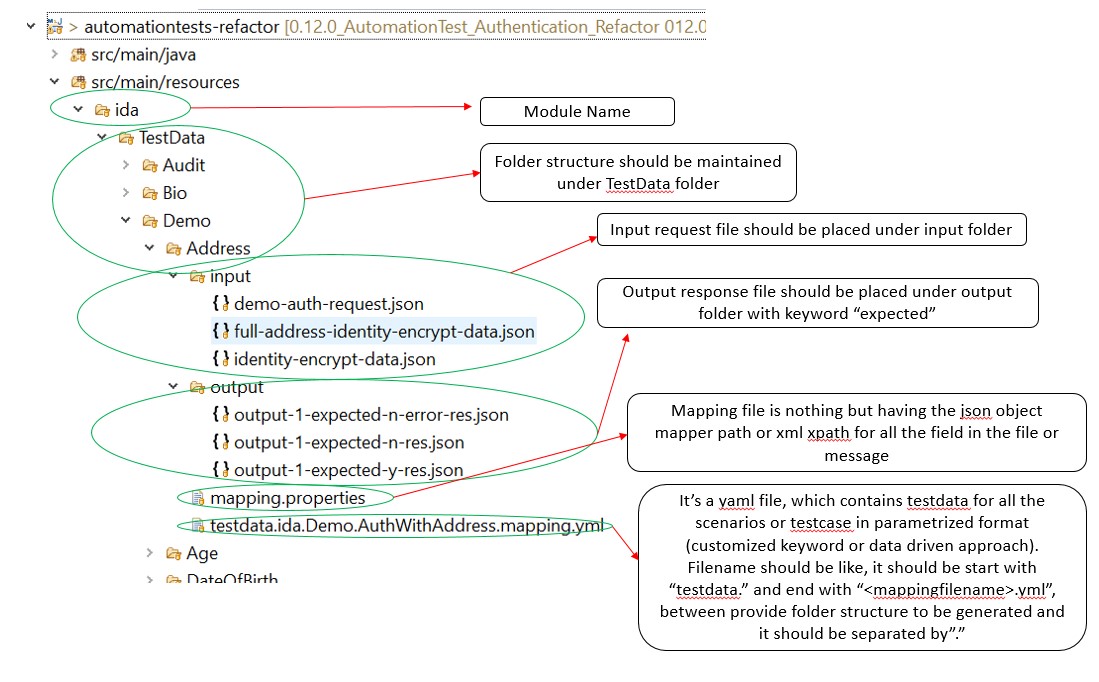 > automationtests-refactor [0.12.0_AutomationTest_Authentication_Refactor 012.0
src/main/java
src/main/resources
ida
Module Name
TestData
Audit
Bio
Demo
Address
Folder structure should be maintained
under TestData folder
input
Input request file should be placed under input folder
demo-auth-request.json
full-address-identity-encrypt-data.json
identity-encrypt-data.json
Output response file should be placed under output
folder with keyword “expected”
output
output-1-expected-n-error-res.json
output-1-expected-n-res.json
output-1-expected-y-res.json
Mapping file is nothing but having the json object
mapper path or xml xpath for all the field in the file or
message
mapping.properties
testdata.ida.Demo.AuthWithAddress.mapping.yml
It’s a yaml file, which contains testdata for all the
scenarios or testcase in parametrized format
(customized keyword or data driven approach).
Filename should be like, it should be start with
“testdata.” and end with “<mappingfilename>.yml”,
between provide folder structure to be generated and
it should be separated by”.”
Age
DateOfBirth